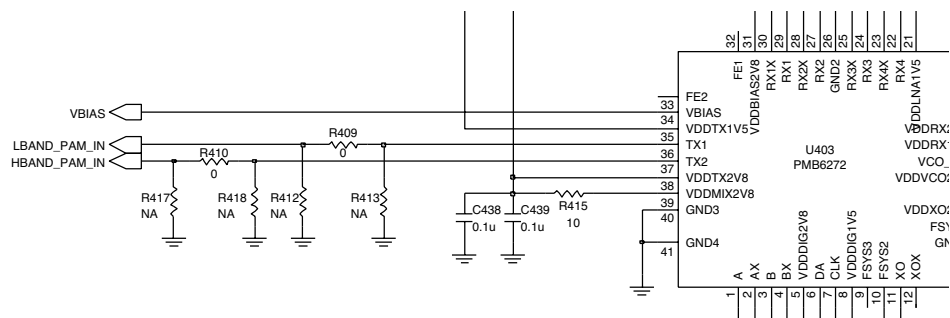 32
31
30
29
28
27
26
25
24
23
22
21
FE1
VDDBIAS2V8
RX1X
RX1
RX2X
RX2
GND2
RX3X
RX3
RX4X
RX4
VDDLNA1V5
FE2
33
VBIAS
VBIAS
34
VDDTX1V5
VDDRX2
LBAND_PAM_IN
R409
0
35
TX1
VDDRX1
U403
PMB6272
HBAND_PAM_IN
R410
0
36
TX2
VCO_
37
VDDTX2V8
VDDVCO2
R417
NA
R418
NA
R412
NA
R413
NA
38
VDDMIX2V8
C438
0.1u
C439
0.1u
R415
10
39
GND3
VDDXO2
40
FSY
41
GND4
GN
A
AX
B
BX
VDDDIG2V8
DA
CLK
VDDDIG1V5
FSYS3
FSYS2
XO
XOX
1
2
3
4
5
6
7
8
9
10
11
12